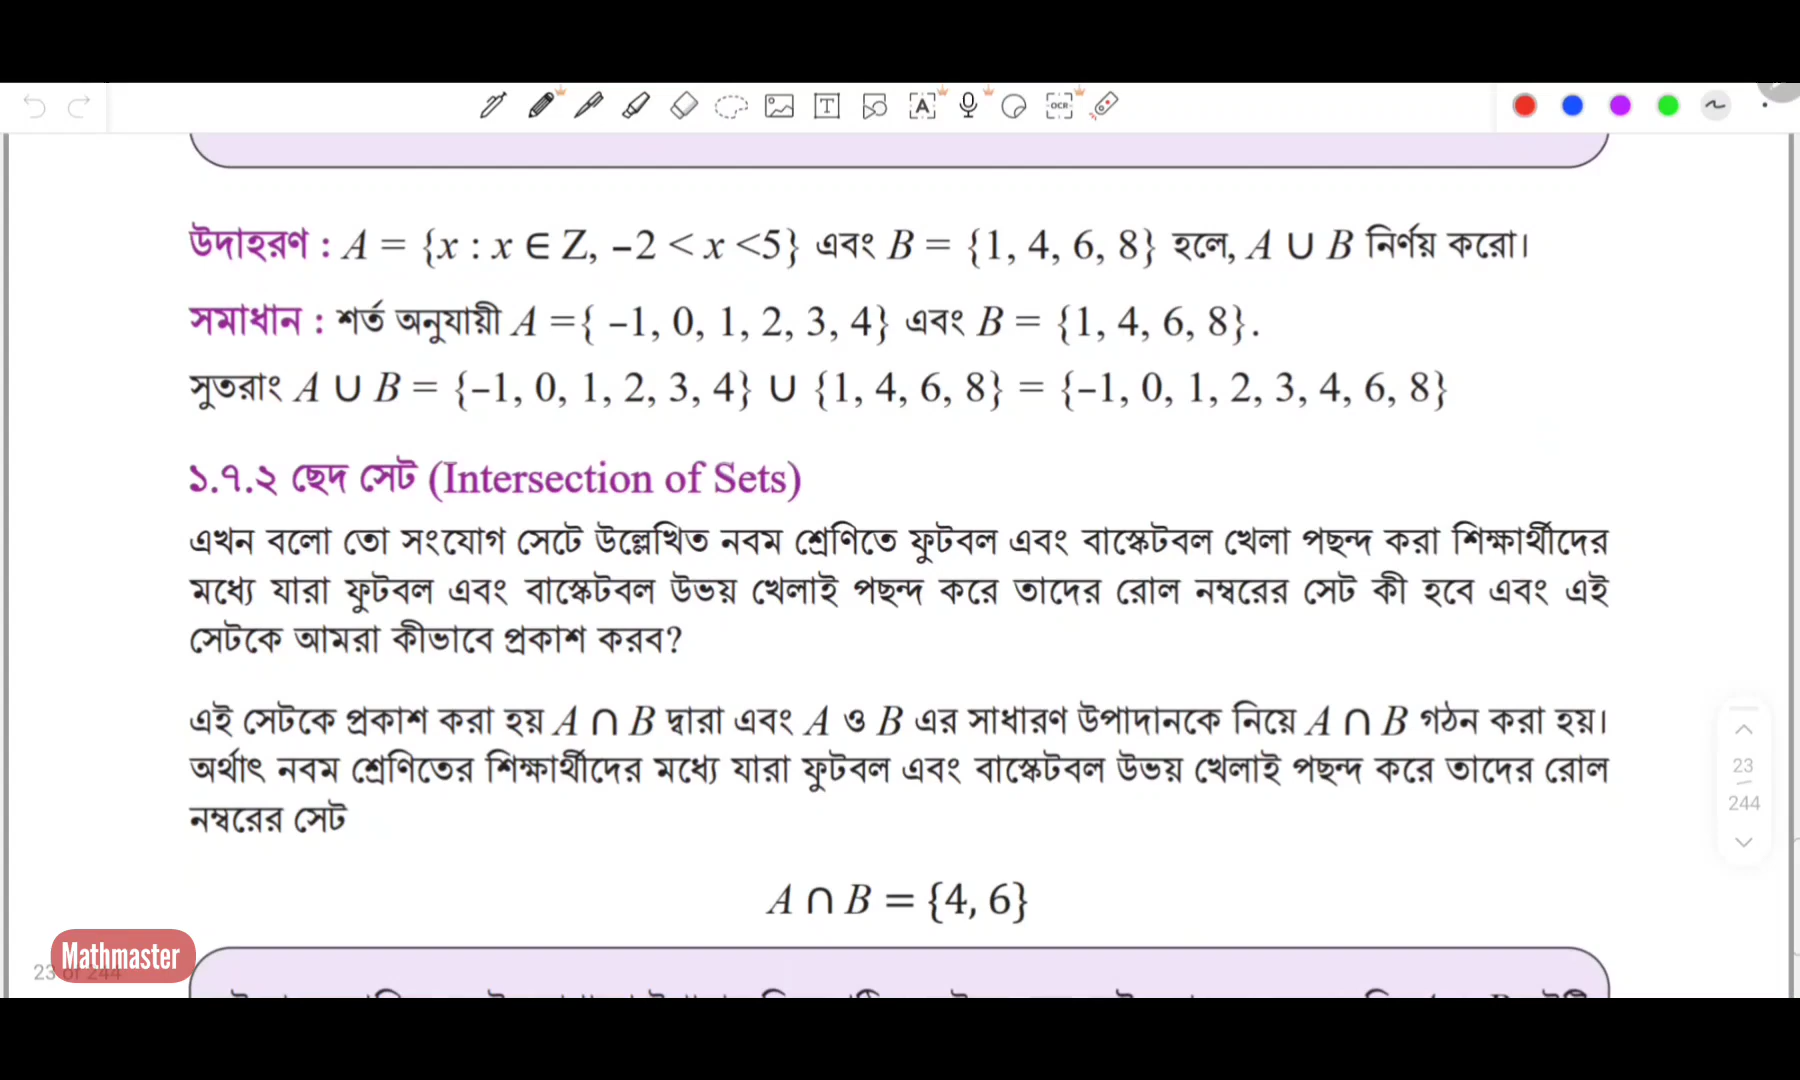 উদাহরণ : A = {x : x ∈ Z, –2 < x <5} এবং B = {1, 4, 6, 8} হলে, A ∪ B নির্ণয় করো।
সমাধান : শর্ত অনুযায়ী A ={ –1, 0, 1, 2, 3, 4} এবং B = {1, 4, 6, 8}.
সুতরাং A ∪ B = {–1, 0, 1, 2, 3, 4} ∪ {1, 4, 6, 8} = {–1, 0, 1, 2, 3, 4, 6, 8}
১.৭.২ ছেদ সেট (Intersection of Sets)
এখন বলো তো সংযোগ সেটে উল্লেখিত নবম শ্রেণিতে ফুটবল এবং বাস্কেটবল খেলা পছন্দ করা শিক্ষার্থীদের
মধ্যে যারা ফুটবল এবং বাস্কেটবল উভয় খেলাই পছন্দ করে তাদের রোল নম্বরের সেট কী হবে এবং এই
সেটকে আমরা কীভাবে প্রকাশ করব?
এই সেটকে প্রকাশ করা হয় A ∩ B দ্বারা এবং A ও B এর সাধারণ উপাদানকে নিয়ে A ∩ B গঠন করা হয়।
অর্থাৎ নবম শ্রেণিতের শিক্ষার্থীদের মধ্যে যারা ফুটবল এবং বাস্কেটবল উভয় খেলাই পছন্দ করে তাদের রোল
নম্বরের সেট
23
244
A ∩ B = {4, 6}
Mathmaster
23 of 244